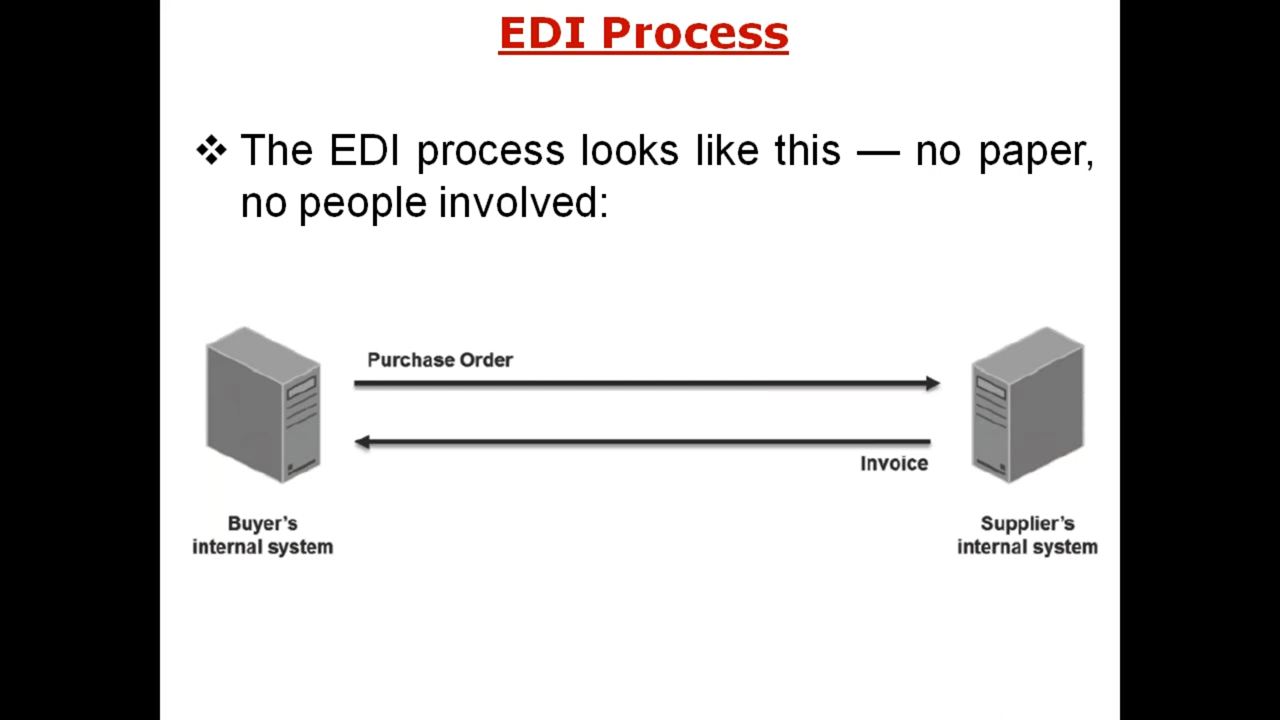 EDI Process
❖ The EDI process looks like this — no paper,
no people involved:
Purchase Order
Invoice
Buyer's
internal system
Supplier's
internal system